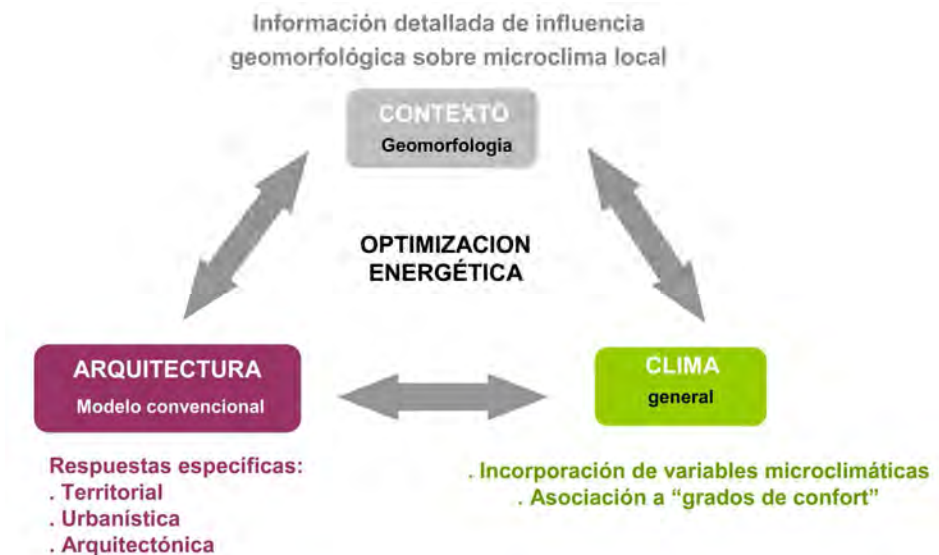 Información detallada de influencia
geomorfológica sobre microclima local
CONTEXTO
Geomorfologia
OPTIMIZACION
ENERGÉTICA
ARQUITECTURA
Modelo convencional
CLIMA
general
Respuestas específicas:
. Territorial
. Urbanística
. Arquitectónica
. Incorporación de variables microclimáticas
. Asociación a “grados de confort”